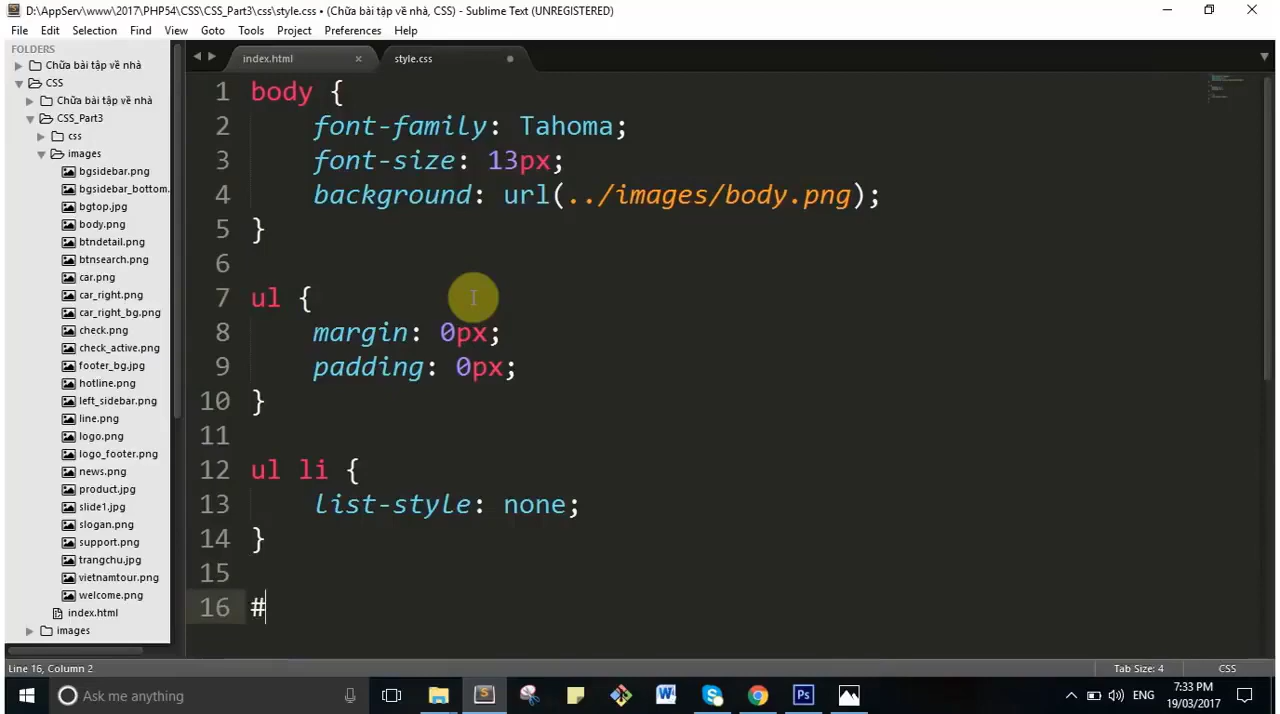 D:\AppServ\www\2017\PHP54\CSS\CSS_Part3\css\style.css • (Chữa bài tập về nhà, CSS) - Sublime Text (UNREGISTERED)
File Edit Selection Find View Goto Tools Project Preferences Help
FOLDERS
Chữa bài tập về nhà
CSS
Chữa bài tập về nhà
CSS_Part3
css
images
bgsidebar.png
bgsidebar_bottom.
bgtop.jpg
body.png
btndetail.png
btnsearch.png
car.png
car_right.png
car_right_bg.png
check.png
check_active.png
footer_bg.jpg
hotline.png
left_sidebar.png
line.png
logo.png
logo_footer.png
news.png
product.jpg
slide1.jpg
slogan.png
support.png
trangchu.jpg
vietnamtour.png
welcome.png
index.html
images
index.html × style.css
1 body {
2 font-family: Tahoma;
3 font-size: 13px;
4 background: url(../images/body.png);
5 }
6
7 ul {
8 margin: 0px;
9 padding: 0px;
10 }
11
12 ul li {
13 list-style: none;
14 }
15
16 #
Line 16, Column 2 Tab Size: 4 CSS
Ask me anything ENG 7:33 PM
19/03/2017